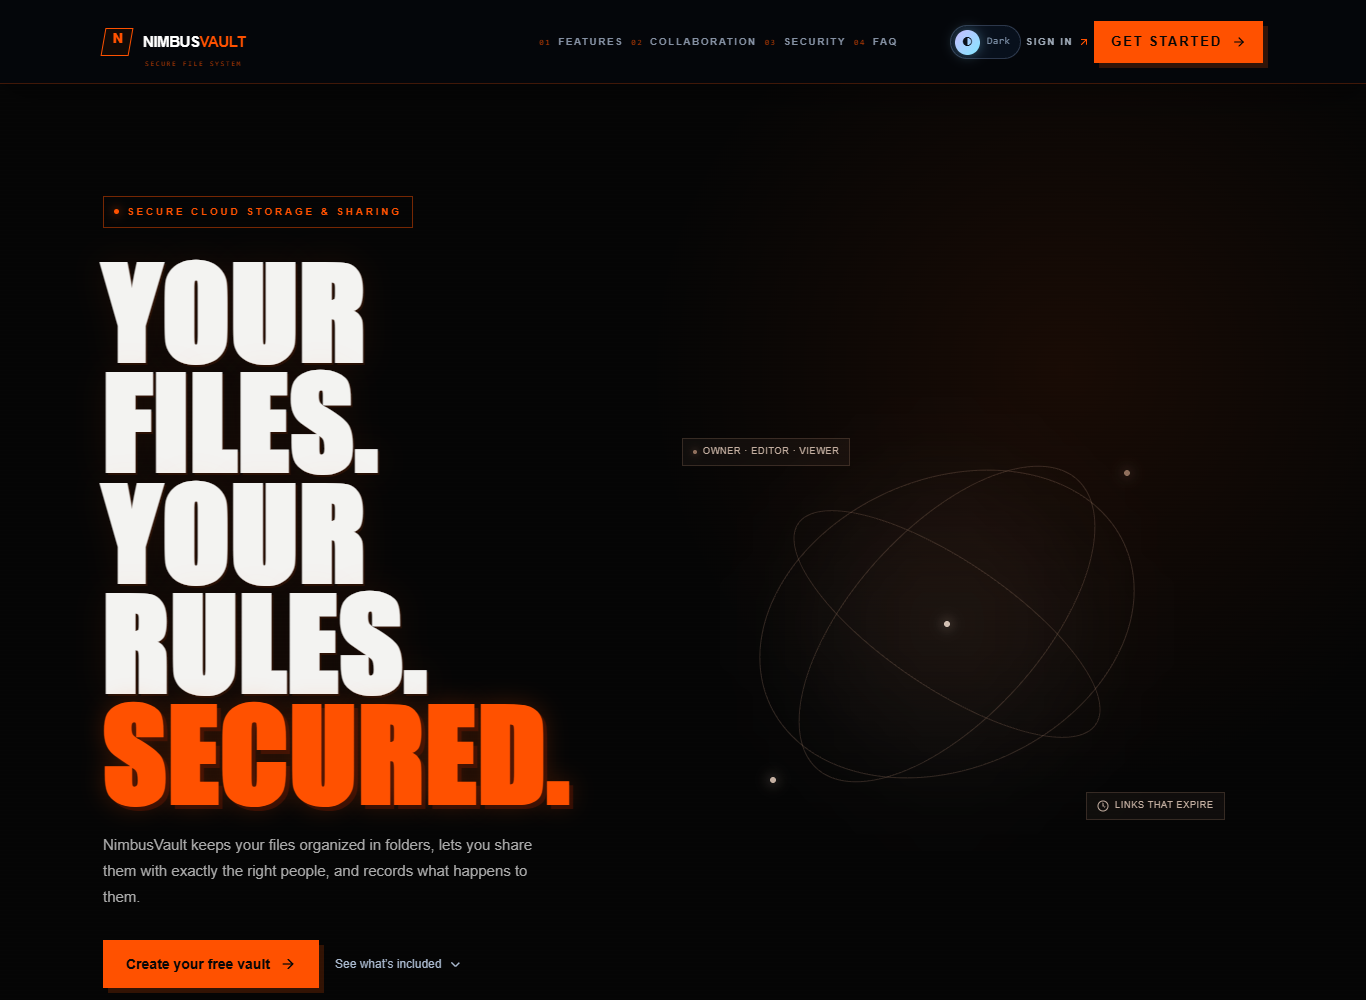 N NIMBUSVAULT
SECURE FILE SYSTEM
01 FEATURES 02 COLLABORATION 03 SECURITY 04 FAQ
Dark
SIGN IN
GET STARTED
SECURE CLOUD STORAGE & SHARING
YOUR
FILES.
YOUR
RULES.
SECURED.
OWNER · EDITOR · VIEWER
LINKS THAT EXPIRE
NimbusVault keeps your files organized in folders, lets you share
them with exactly the right people, and records what happens to
them.
Create your free vault
See what's included